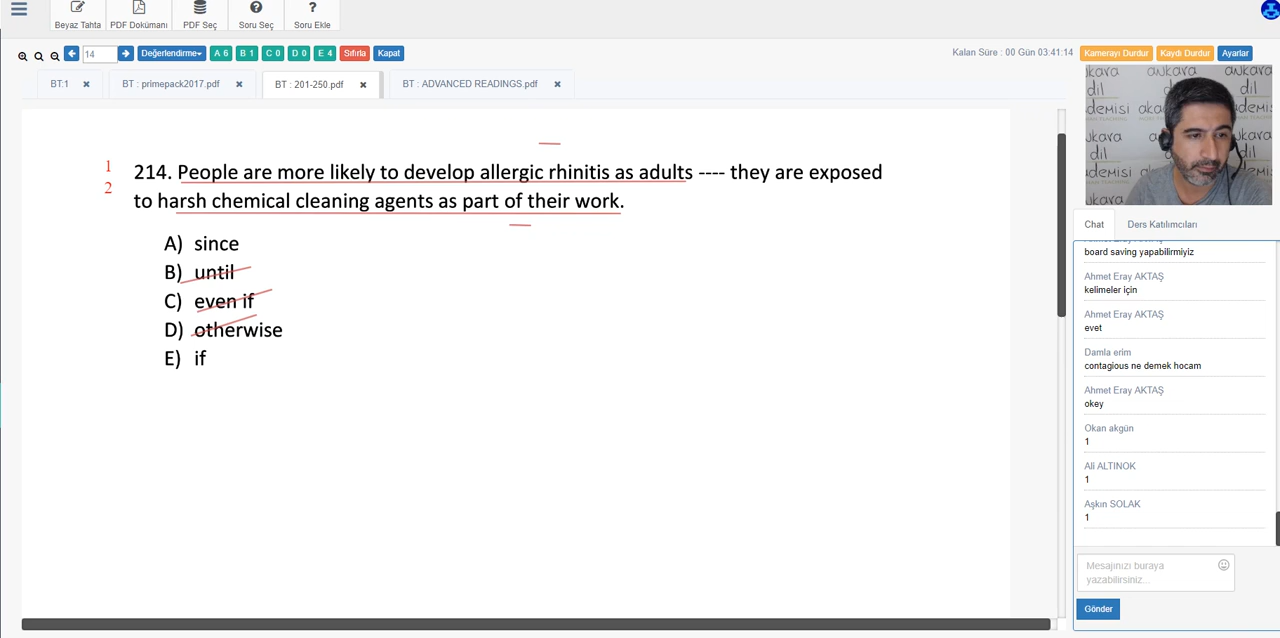 Beyaz Tahta
PDF Dokümanı
PDF Seç
Soru Seç
Soru Ekle
14
Değerlendirme
A 6
B 1
C 0
D 0
E 4
Sıfırla
Kapat
Kalan Süre : 00 Gün 03:41:14
Kamerayı Durdur
Kaydı Durdur
Ayarlar
BT:1
BT : primepack2017.pdf
BT : 201-250.pdf
BT : ADVANCED READINGS.pdf
1
2
214. People are more likely to develop allergic rhinitis as adults ---- they are exposed
to harsh chemical cleaning agents as part of their work.
A) since
B) until
C) even if
D) otherwise
E) if
Chat
Ders Katılımcıları
board saving yapabilirmiyiz
Ahmet Eray AKTAŞ
kelimeler için
Ahmet Eray AKTAŞ
evet
Damla erim
contagious ne demek hocam
Ahmet Eray AKTAŞ
okey
Okan akgün
1
Ali ALTINOK
1
Aşkın SOLAK
1
Mesajınızı buraya
yazabilirsiniz...
Gönder